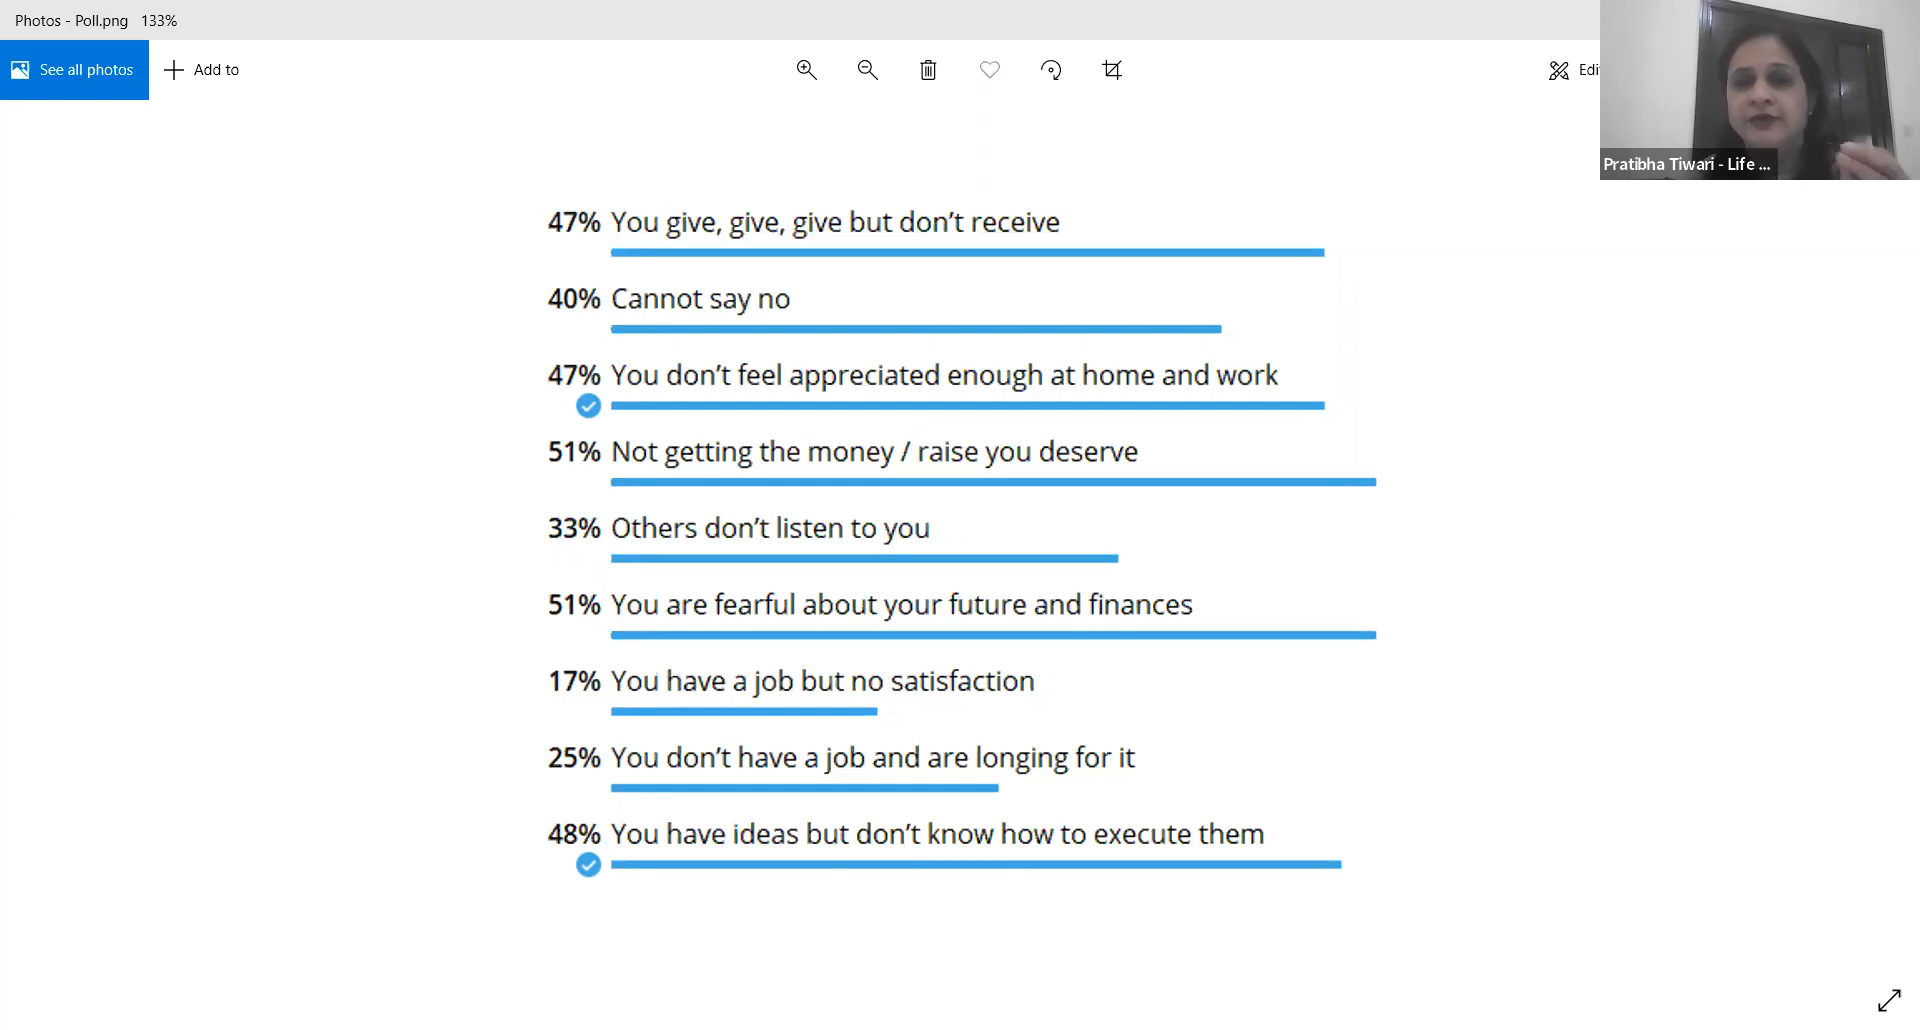 Photos - Poll.png 133%
See all photos
Add to
Edi
Pratibha Tiwari - Life ...
47% You give, give, give but don’t receive
40% Cannot say no
47% You don’t feel appreciated enough at home and work
51% Not getting the money / raise you deserve
33% Others don’t listen to you
51% You are fearful about your future and finances
17% You have a job but no satisfaction
25% You don’t have a job and are longing for it
48% You have ideas but don’t know how to execute them